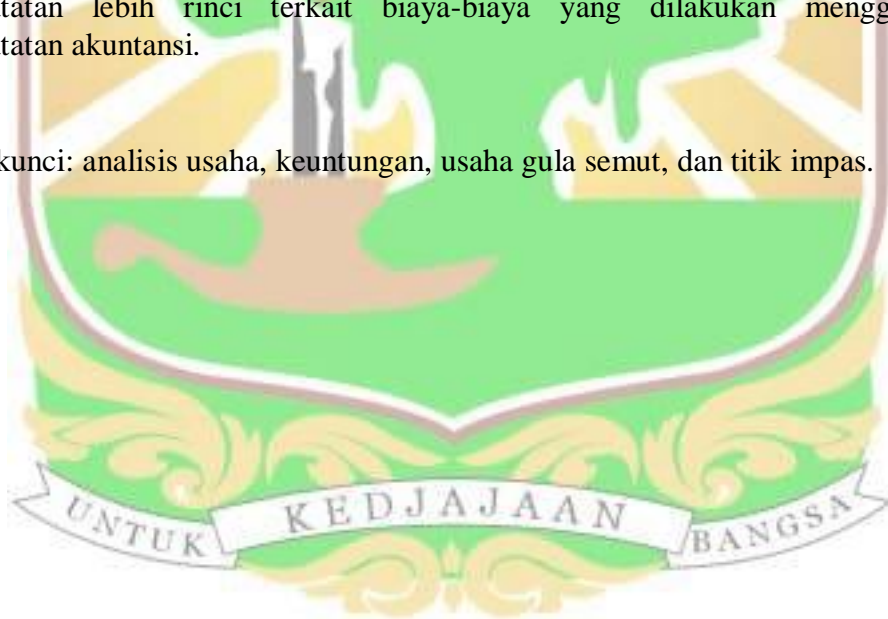 tatan lebih rinci terkait biaya-biaya yang dilakukan mengg
tatan akuntansi.
kunci: analisis usaha, keuntungan, usaha gula semut, dan titik impas.
UNTUK KEDJAJAAN BANGSA